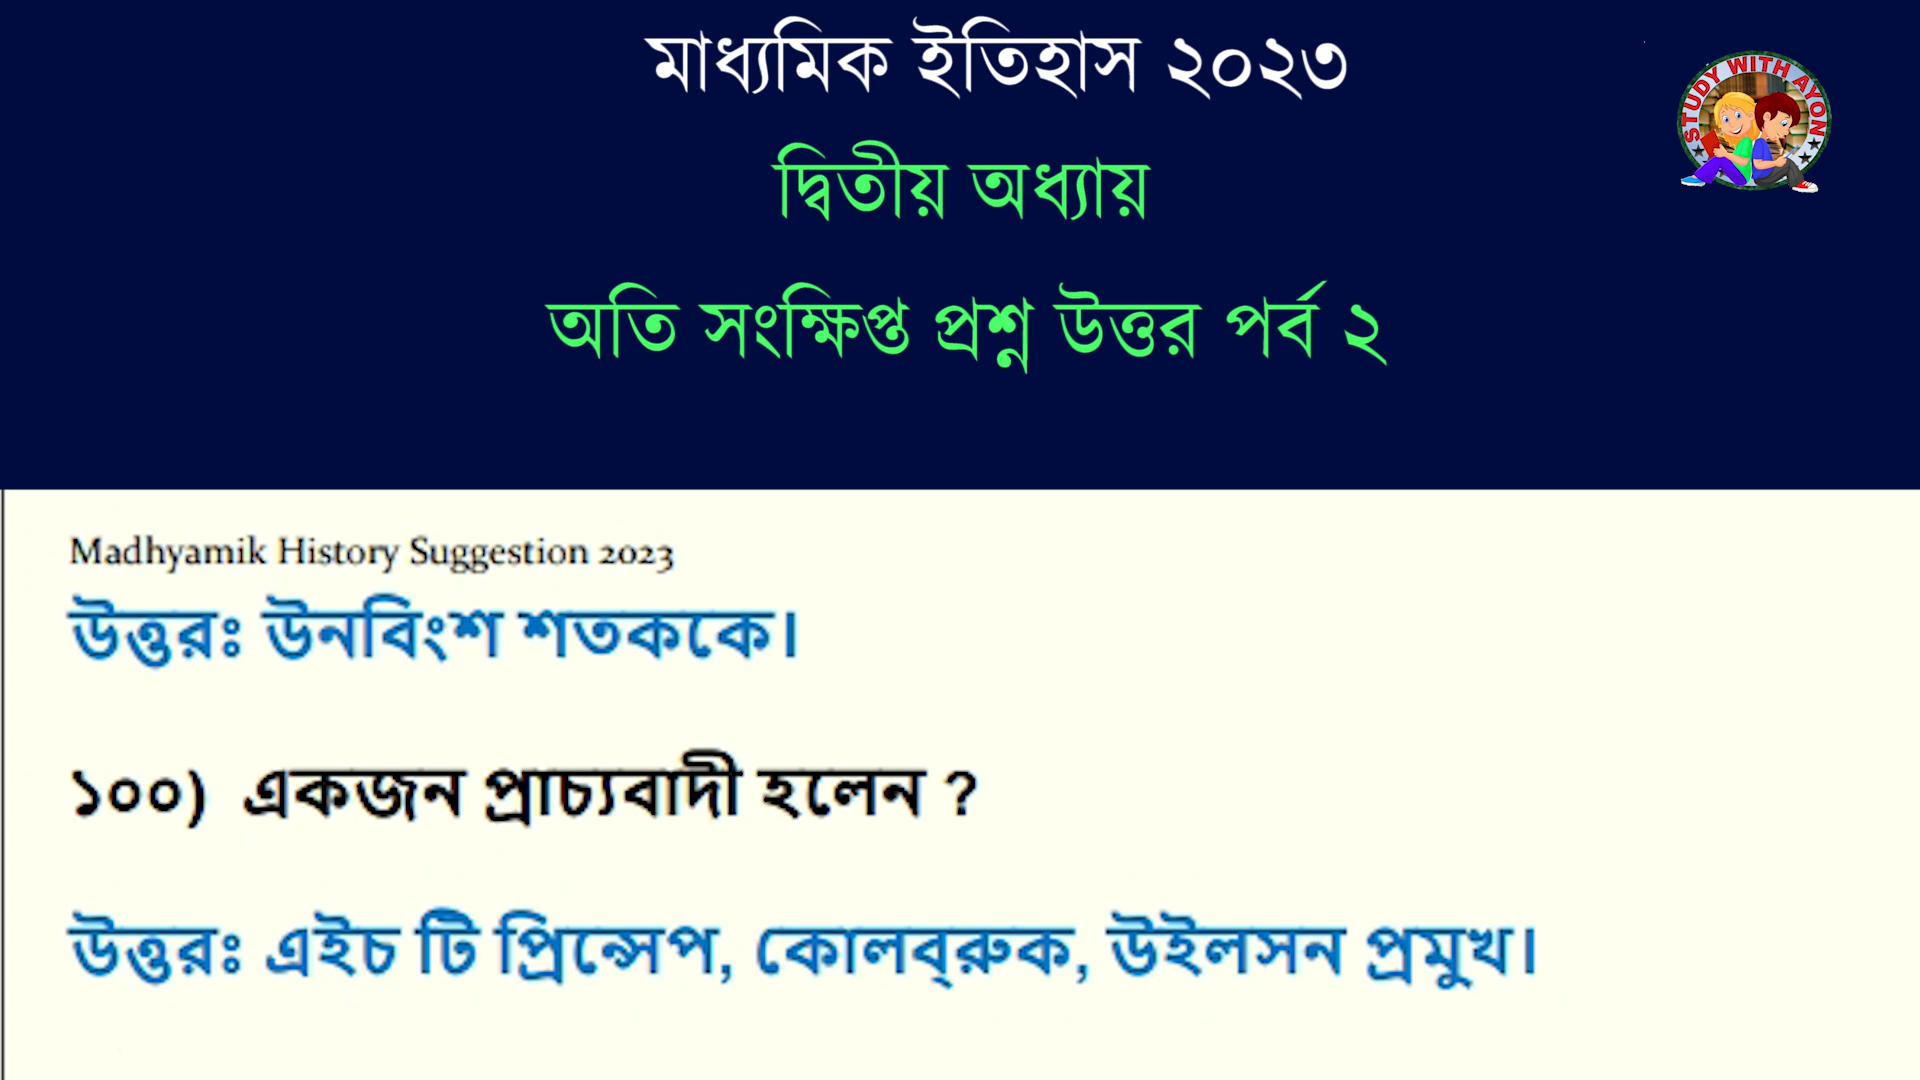 মাধ্যমিক ইতিহাস ২০২৩
STUDY WITH AYON
দ্বিতীয় অধ্যায়
অতি সংক্ষিপ্ত প্রশ্ন উত্তর পর্ব ২
Madhyamik History Suggestion 2023
উত্তরঃ উনবিংশ শতককে।
১০০) একজন প্রাচ্যবাদী হলেন ?
উত্তরঃ এইচ টি প্রিন্সেপ, কোলব্‌রুক, উইলসন প্রমুখ।